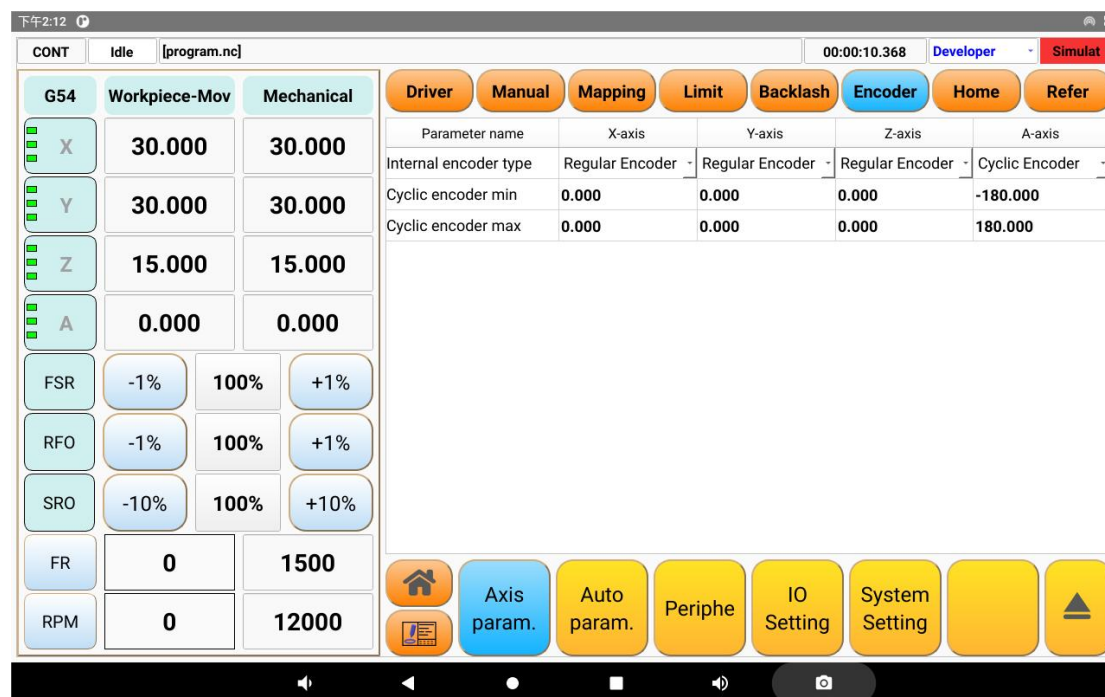 下午2:12
CONT Idle [program.nc] 00:00:10.368 Developer Simulat
G54 Workpiece-Mov Mechanical
X 30.000 30.000
Y 30.000 30.000
Z 15.000 15.000
A 0.000 0.000
FSR -1% 100% +1%
RFO -1% 100% +1%
SRO -10% 100% +10%
FR 0 1500
RPM 0 12000
Driver Manual Mapping Limit Backlash Encoder Home Refer
Parameter name X-axis Y-axis Z-axis A-axis
Internal encoder type Regular Encoder Regular Encoder Regular Encoder Cyclic Encoder
Cyclic encoder min 0.000 0.000 0.000 -180.000
Cyclic encoder max 0.000 0.000 0.000 180.000
Axis param.
Auto param.
Periphe
IO Setting
System Setting